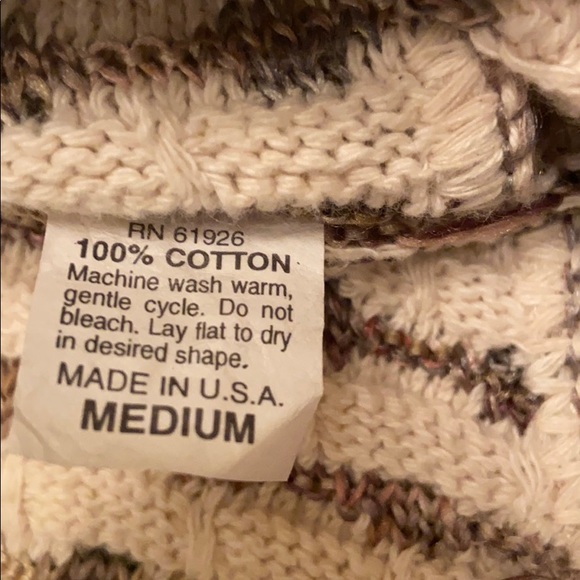 RN 61926
100% COTTON
Machine wash warm,
gentle cycle. Do not
bleach. Lay flat to dry
in desired shape.
MADE IN U.S.A.
MEDIUM